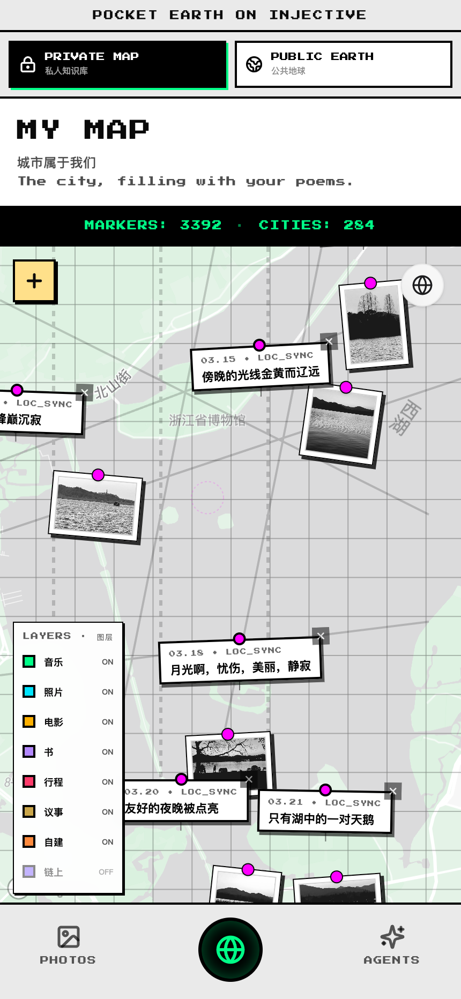 POCKET EARTH ON INJECTIVE
PRIVATE MAP
私人知识库
PUBLIC EARTH
公共地球
MY MAP
城市属于我们
The city, filling with your poems.
MARKERS: 3392 · CITIES: 284
03.15 • LOC_SYNC
傍晚的光线金黄而辽远
北山街
• LOC_SYNC
峰巅沉寂
浙江省博物馆
西湖
LAYERS · 图层
音乐 ON
照片 ON
电影 ON
书 ON
行程 ON
议事 ON
自建 ON
链上 OFF
03.18 • LOC_SYNC
月光啊，忧伤，美丽，静寂
03.20 • LOC_SYNC
友好的夜晚被点亮
03.21 • LOC_SYNC
只有湖中的一对天鹅
PHOTOS
AGENTS